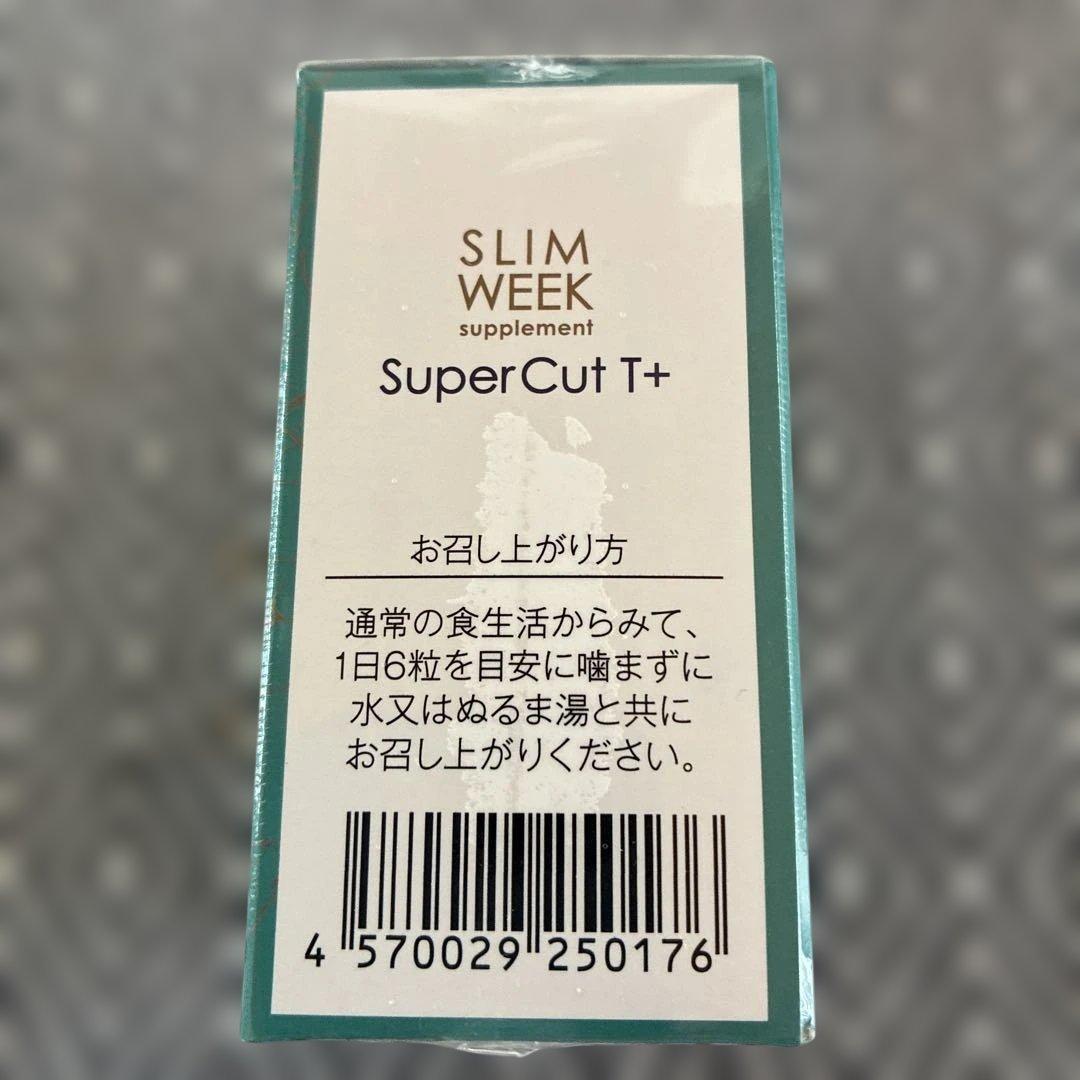 SLIM
WEEK
supplement
SuperCut T+
お召し上がり方
通常の食生活からみて、
1日6粒を目安に噛まずに
水又はぬるま湯と共に
お召し上がりください。
4 570029 250176